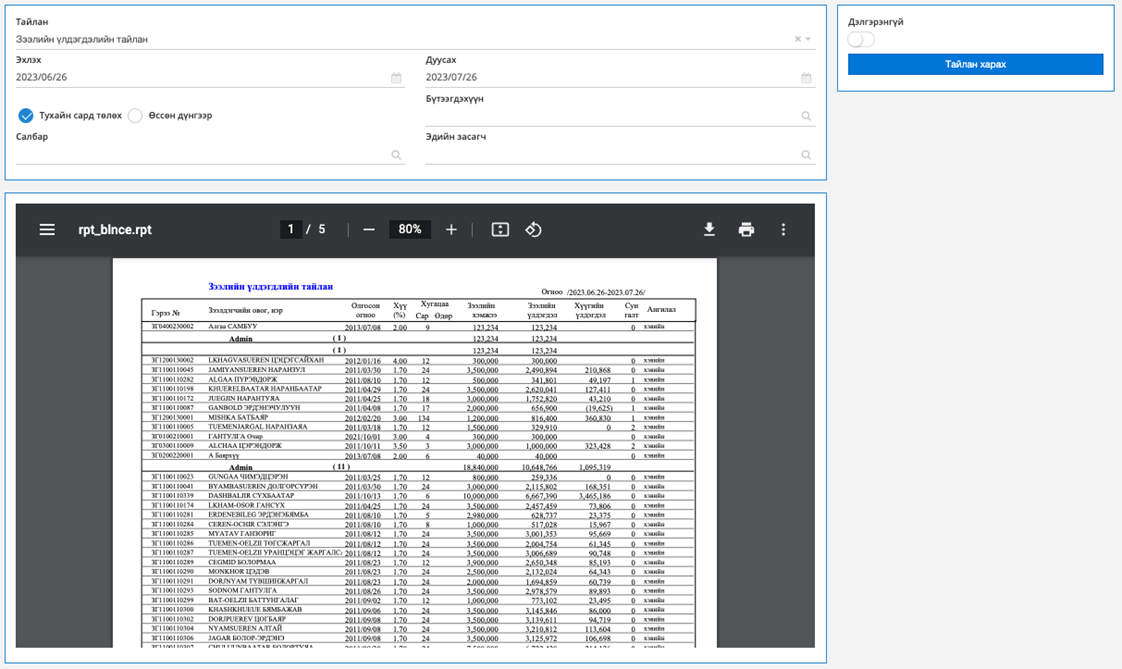 Тайлан
Зээлийн үлдэгдэлийн тайлан
Эхлэх Дуусах
2023/06/26 2023/07/26
Бүтээгдэхүүн
Тухайн сард төлөх Өссөн дүнгээр
Салбар Эдийн засагч
Дэлгэрэнгүй
Тайлан харах
rpt_blnce.rpt 1 / 5 80%
Зээлийн үлдэгдлийн тайлан
Огноо /2023.06.26-2023.07.26/
Гэрээ № Зээлдэгчийн овог, нэр Олгосон огноо Хүү (%) Хугацаа Сар Өдөр Зээлийн хэмжээ Зээлийн үлдэгдэл Хүүгийн үлдэгдэл Сун галт Ангилал
ЗГ0400230002 Алгаа САМБУУ 2013/07/08 2.00 9 123,234 123,234 0 хэвийн
Admin ( 1 ) 123,234 123,234
( 1 ) 123,234 123,234
ЗГ1200130002 LKHAGVASUEREN ЦЭЦЭГСАЙХАН 2012/01/16 4.00 12 300,000 300,000 0 хэвийн
ЗГ1100110045 JAMIYANSUEREN НАРАНЗУЛ 2011/03/30 1.70 24 3,500,000 2,490,894 210,868 0 хэвийн
ЗГ1100110282 ALGAA ПҮРЭВДОРЖ 2011/08/10 1.70 12 500,000 341,801 49,197 1 хэвийн
ЗГ1100110198 KHUERELBAATAR НАРАНБААТАР 2011/04/29 1.70 24 3,500,000 2,620,041 127,411 0 хэвийн
ЗГ1100110172 JUEGJIN НАРАНТУЯА 2011/04/25 1.70 18 3,000,000 1,752,820 43,210 0 хэвийн
ЗГ1100110087 GANBOLD ЭРДЭНЭЧУЛУУН 2011/04/08 1.70 17 2,000,000 656,900 (19,625) 1 хэвийн
ЗГ1200130001 MISHKA БАТБАЯР 2012/02/20 3.00 134 1,200,000 816,400 360,830 1 хэвийн
ЗГ1100110005 TUEMENJARGAL НАРАНЗАЯА 2011/03/18 1.70 12 1,500,000 329,910 0 2 хэвийн
ЗГ0100210001 ГАНТУЛГА Очир 2021/10/01 3.00 4 300,000 300,000 0 хэвийн
ЗГ0300110009 ALCHAA ЦЭРЭНДОРЖ 2011/10/11 3.50 3 3,000,000 1,000,000 323,428 2 хэвийн
ЗГ0200220001 А Баярхүү 2013/07/08 2.00 6 40,000 40,000 0 хэвийн
Admin ( 11 ) 18,840,000 10,648,766 1,095,319
ЗГ1100110023 GUNGAA ЧИМЭДЦЭРЭН 2011/03/25 1.70 12 800,000 259,336 0 0 хэвийн
ЗГ1100110041 BYAMBASUEREN ДОЛГОРСҮРЭН 2011/03/30 1.70 24 3,000,000 2,115,802 168,351 0 хэвийн
ЗГ1100110339 DASHBALJIR СҮХБААТАР 2011/10/13 1.70 6 10,000,000 6,667,390 3,465,186 0 хэвийн
ЗГ1100110174 LKHAM-OSOR ГАНСҮХ 2011/04/25 1.70 24 3,500,000 2,457,459 73,806 0 хэвийн
ЗГ1100110281 ERDENEBILEG ЭРДЭНЭБЯМБА 2011/08/10 1.70 5 2,980,000 628,737 23,375 0 хэвийн
ЗГ1100110284 CEREN-OCHIR СЭЛЭНГЭ 2011/08/10 1.70 8 1,000,000 517,028 15,967 0 хэвийн
ЗГ1100110285 MYATAV ГАНЗОРИГ 2011/08/12 1.70 24 3,500,000 3,001,353 95,669 0 хэвийн
ЗГ1100110286 TUEMEN-OELZII ТӨГСЖАРГАЛ 2011/08/12 1.70 24 3,500,000 2,004,754 61,345 0 хэвийн
ЗГ1100110287 TUEMEN-OELZII УРАНЦЭЦЭГ ЖАРГАЛС 2011/08/12 1.70 24 3,500,000 3,006,689 90,748 0 хэвийн
ЗГ1100110289 CEGMID БОЛОРМАА 2011/08/23 1.70 12 3,900,000 2,650,348 85,193 0 хэвийн
ЗГ1100110290 MONKHOR ЦЭДЭВ 2011/08/23 1.70 24 2,500,000 2,132,024 64,343 0 хэвийн
ЗГ1100110291 DORJNYAM ТҮВШИНЖАРГАЛ 2011/08/23 1.70 24 2,000,000 1,694,859 60,739 0 хэвийн
ЗГ1100110293 SODNOM ГАНТУЛГА 2011/08/26 1.70 24 3,500,000 2,978,579 89,893 0 хэвийн
ЗГ1100110299 BAT-OELZII БАТТУНГАЛАГ 2011/09/02 1.70 12 1,000,000 773,102 23,495 0 хэвийн
ЗГ1100110300 KHASHKHUEUE БЯМБАЖАВ 2011/09/06 1.70 24 3,500,000 3,145,846 86,000 0 хэвийн
ЗГ1100110302 DORJPUEREV ЦОГБАЯР 2011/09/08 1.70 24 3,500,000 3,139,611 94,719 0 хэвийн
ЗГ1100110304 NYAMSUEREN АЛТАЙ 2011/09/08 1.70 24 3,500,000 3,210,812 113,604 0 хэвийн
ЗГ1100110306 JAGAR БОЛОР-ЭРДЭНЭ 2011/09/08 1.70 24 3,500,000 3,125,972 106,698 0 хэвийн